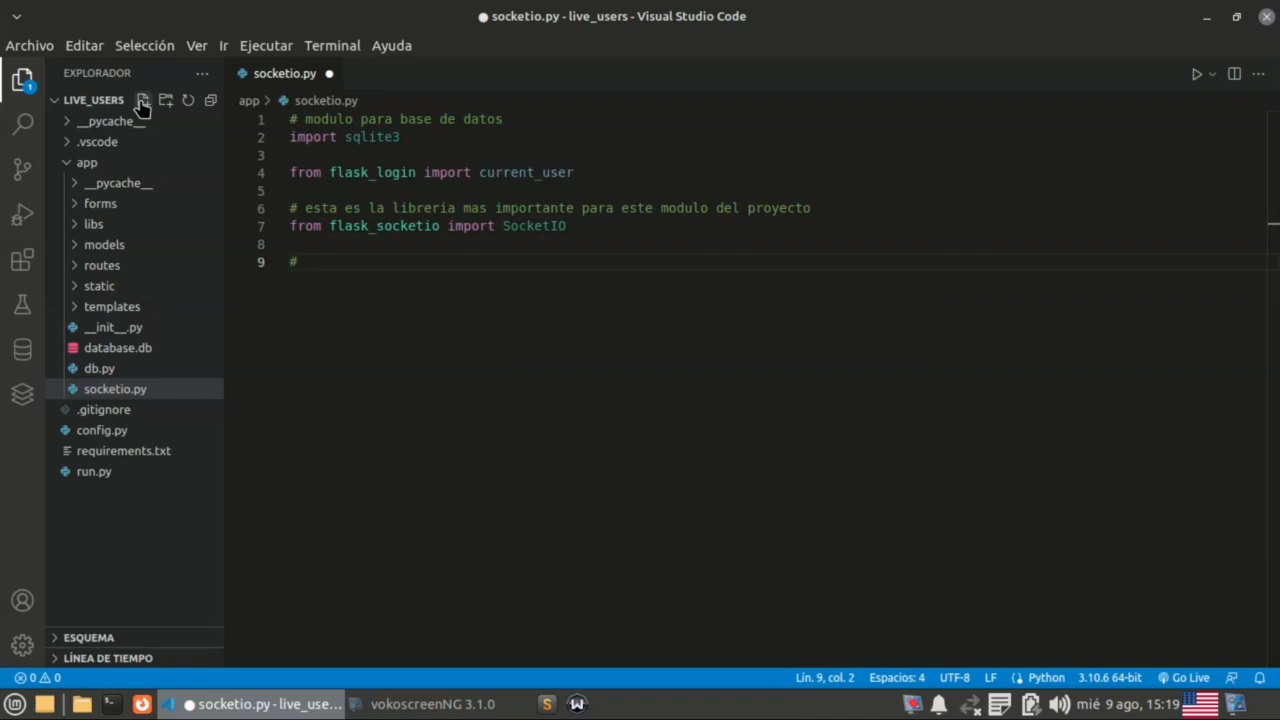 socketio.py - live_users - Visual Studio Code
Archivo Editar Selección Ver Ir Ejecutar Terminal Ayuda
EXPLORADOR
socketio.py
LIVE_USERS
app > socketio.py
__pycache__
.vscode
app
__pycache__
forms
libs
models
routes
static
templates
__init__.py
database.db
db.py
socketio.py
.gitignore
config.py
requirements.txt
run.py
ESQUEMA
LÍNEA DE TIEMPO
1 # modulo para base de datos
2 import sqlite3
3
4 from flask_login import current_user
5
6 # esta es la libreria mas importante para este modulo del proyecto
7 from flask_socketio import SocketIO
8
9 #
0 0 Lín. 9, col. 2 Espacios: 4 UTF-8 LF Python 3.10.6 64-bit Go Live
socketio.py - live_use... vokoscreenNG 3.1.0 S W mié 9 ago, 15:19
1